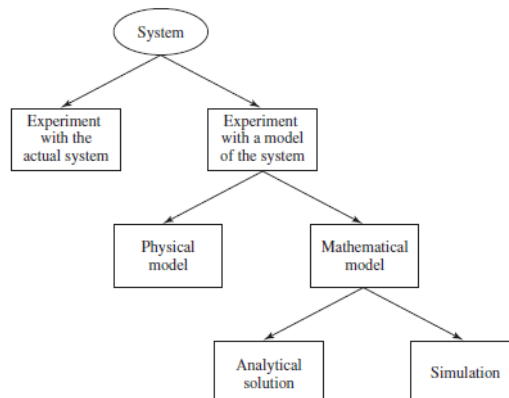 System
Experiment
with the
actual system
Experiment
with a model
of the system
Physical
model
Mathematical
model
Analytical
solution
Simulation